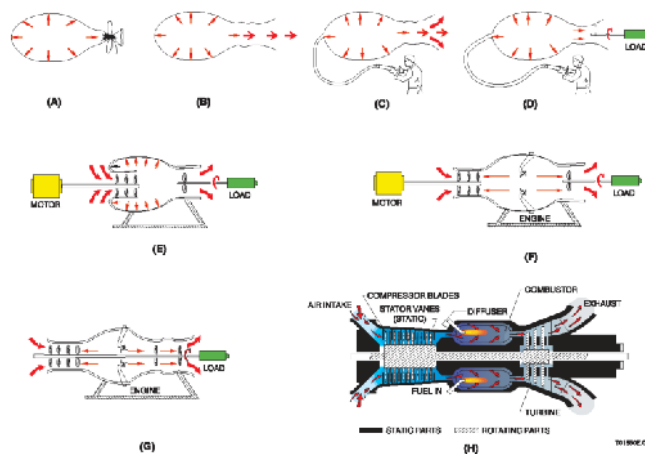 (A)
(B)
(C)
LOAD
(D)
MOTOR
LOAD
(E)
MOTOR
ENGINE
LOAD
(F)
LOAD
ENGINE
(G)
COMBUSTOR
COMPRESSOR BLADES
STATOR VANES
(STATIC)
DIFFUSER
AIR INTAKE
EXHAUST
FUEL IN
TURBINE
STATIC PARTS
ROTATING PARTS
(H)